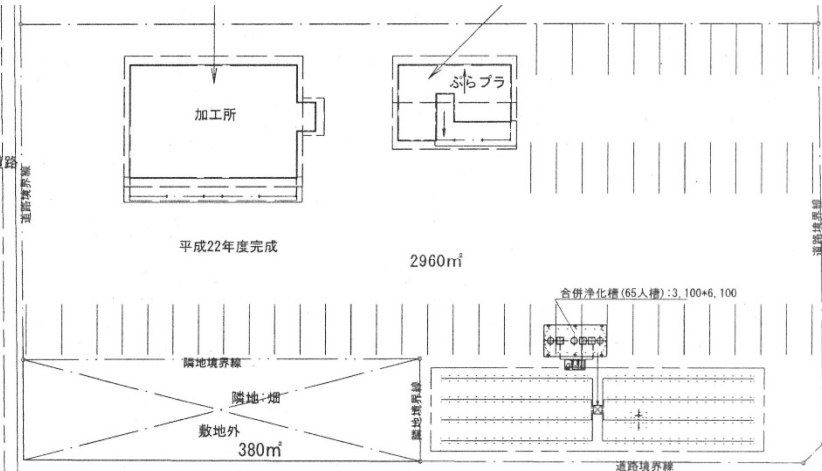 ぷらプラ
加工所
路
道路境界線
道路境界線
平成22年度完成
2960㎡
合併浄化槽(65人槽):3,100*6,100
隣地境界線
隣地:畑
隣地境界線
敷地外
380㎡
道路境界線